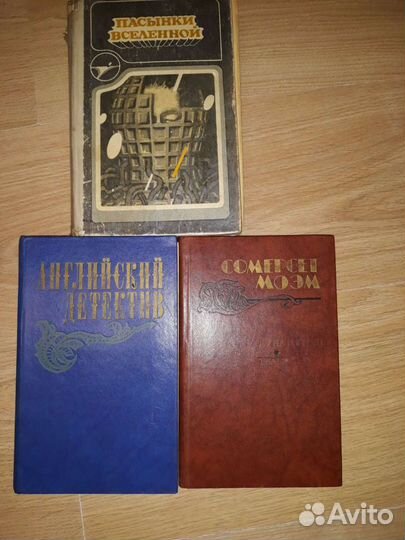 ПАСЫНКИ
ВСЕЛЕННОЙ
АНГЛИЙСКИЙ
ДЕТЕКТИВ
СОМЕРСЕТ
МОЭМ
Avito